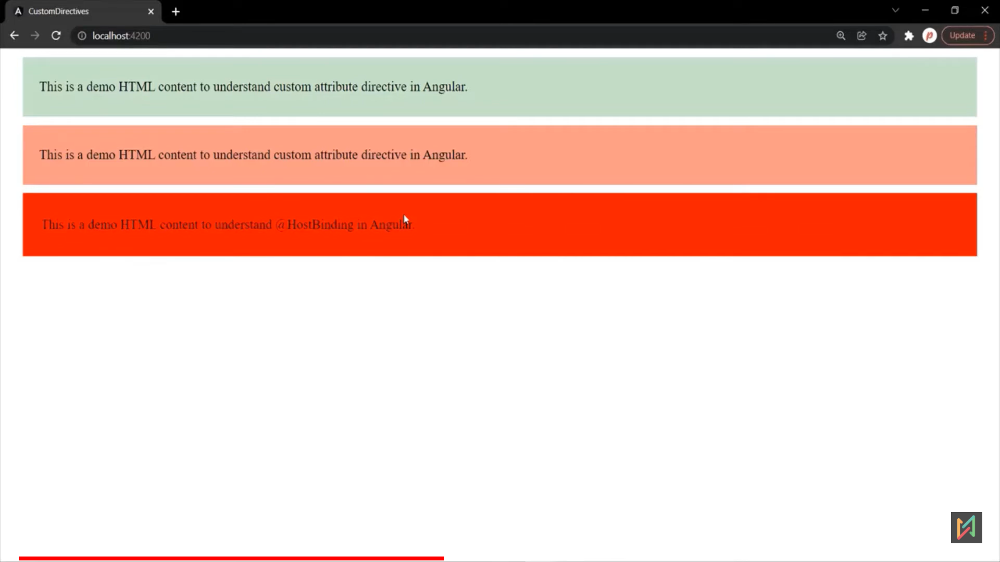 CustomDirectives
localhost:4200
Update
This is a demo HTML content to understand custom attribute directive in Angular.
This is a demo HTML content to understand custom attribute directive in Angular.
This is a demo HTML content to understand @HostBinding in Angular.